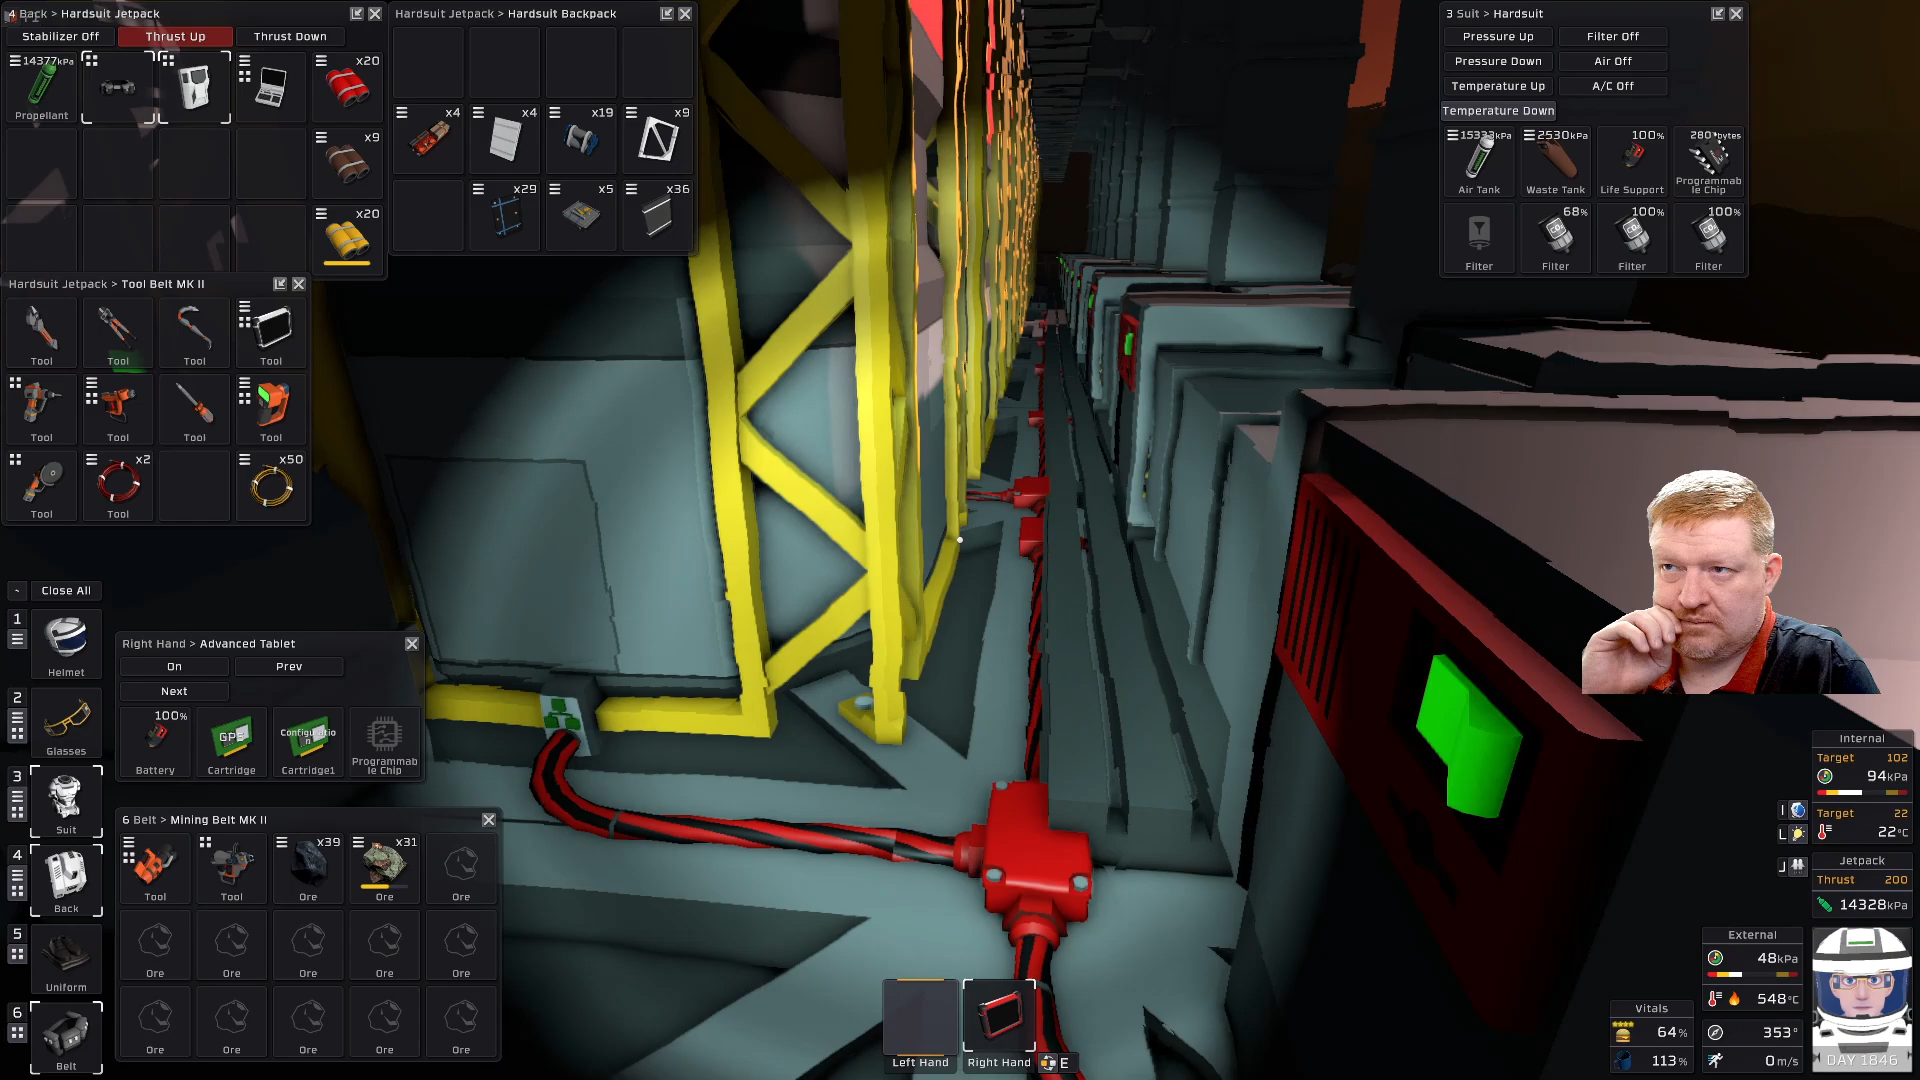 4 Back > Hardsuit Jetpack
Stabilizer Off
Thrust Up
Thrust Down
14377kPa
Propellant
x20
x9
x20
Hardsuit Jetpack > Hardsuit Backpack
x4
x4
x19
x9
x29
x5
x36
3 Suit > Hardsuit
Pressure Up
Filter Off
Pressure Down
Air Off
Temperature Up
A/C Off
Temperature Down
15333kPa
Air Tank
2530kPa
Waste Tank
100%
Life Support
280 bytes
Programmab
le Chip
Filter
68%
Filter
100%
Filter
100%
Filter
Hardsuit Jetpack > Tool Belt MK II
Tool
Tool
Tool
Tool
Tool
Tool
Tool
Tool
Tool
x2
Tool
x50
Tool
~
Close All
1
Helmet
2
Glasses
3
Suit
4
Back
5
Uniform
6
Belt
Right Hand > Advanced Tablet
On
Prev
Next
100%
Battery
GPS
Cartridge
Configuratio
n
Cartridge1
Programmab
le Chip
6 Belt > Mining Belt MK II
Tool
Tool
x39
Ore
x31
Ore
Ore
Ore
Ore
Ore
Ore
Ore
Ore
Ore
Ore
Ore
Ore
Left Hand
Right Hand
E
Internal
Target 102
94kPa
Target 22
22°C
I
L
J
Jetpack
Thrust 200
14328kPa
External
48kPa
548°C
353°
0m/s
Vitals
64%
113%
DAY 1846